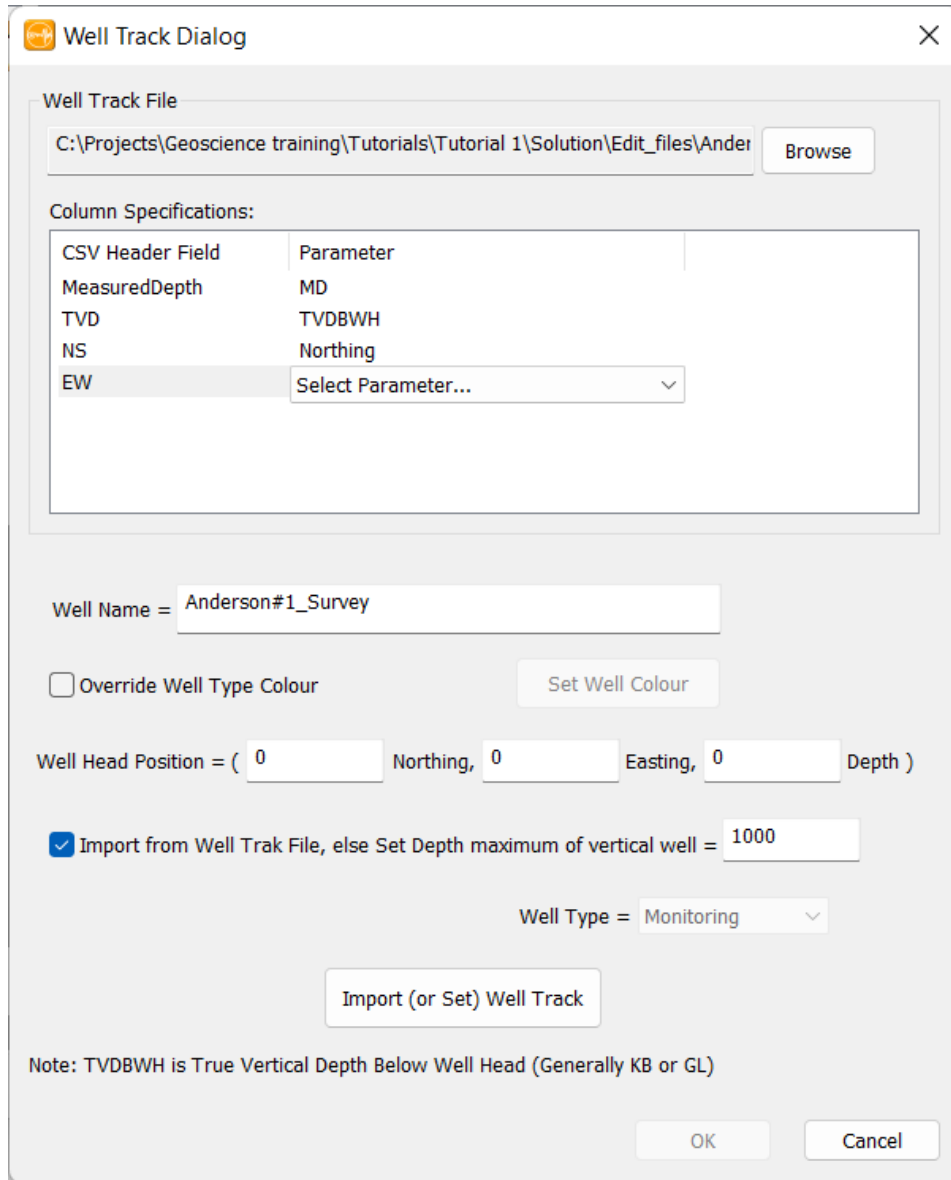 Well Track Dialog
Well Track File
C:\Projects\Geoscience training\Tutorials\Tutorial 1\Solution\Edit_files\Ander
Browse
Column Specifications:
CSV Header Field Parameter
MeasuredDepth MD
TVD TVDBWH
NS Northing
EW Select Parameter...
Well Name = Anderson#1_Survey
Override Well Type Colour Set Well Colour
Well Head Position = ( 0 Northing, 0 Easting, 0 Depth )
Import from Well Trak File, else Set Depth maximum of vertical well = 1000
Well Type = Monitoring
Import (or Set) Well Track
Note: TVDBWH is True Vertical Depth Below Well Head (Generally KB or GL)
OK Cancel